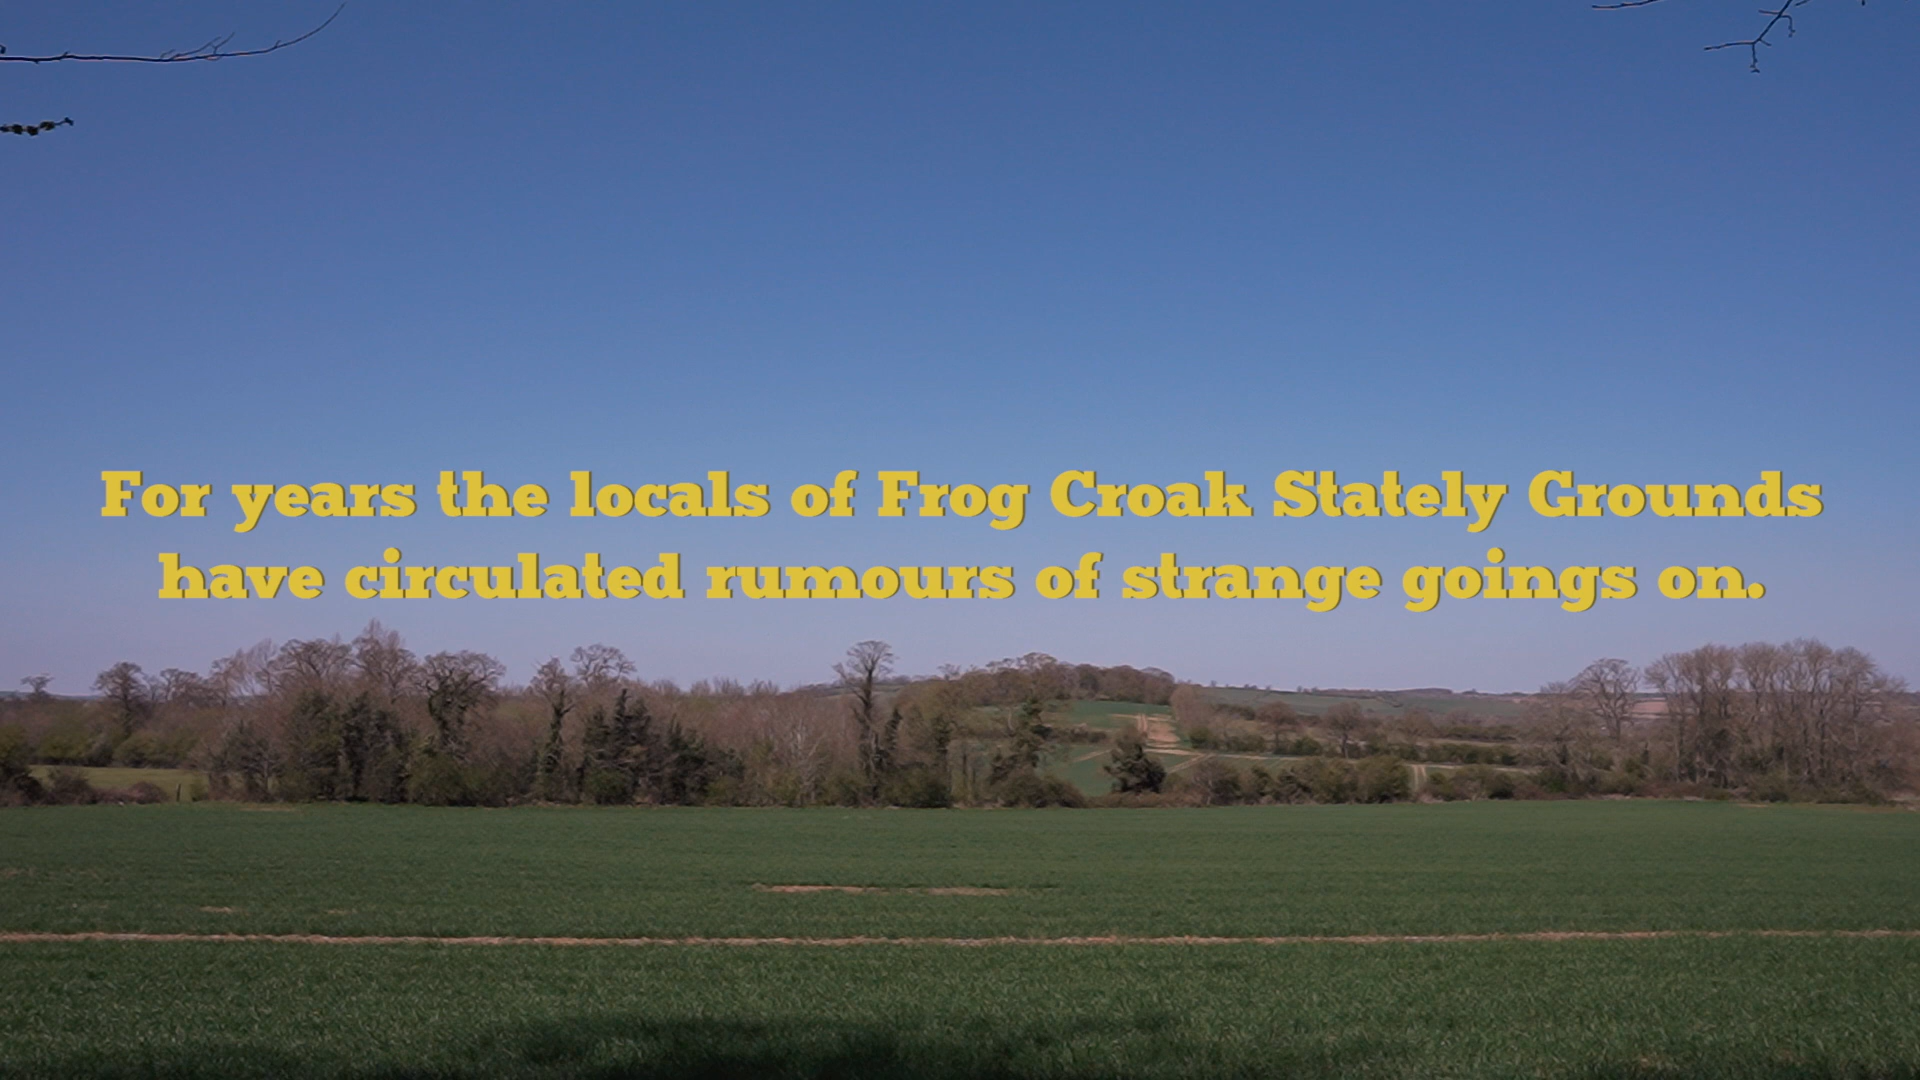 For years the locals of Frog Croak Stately Grounds
have circulated rumours of strange goings on.